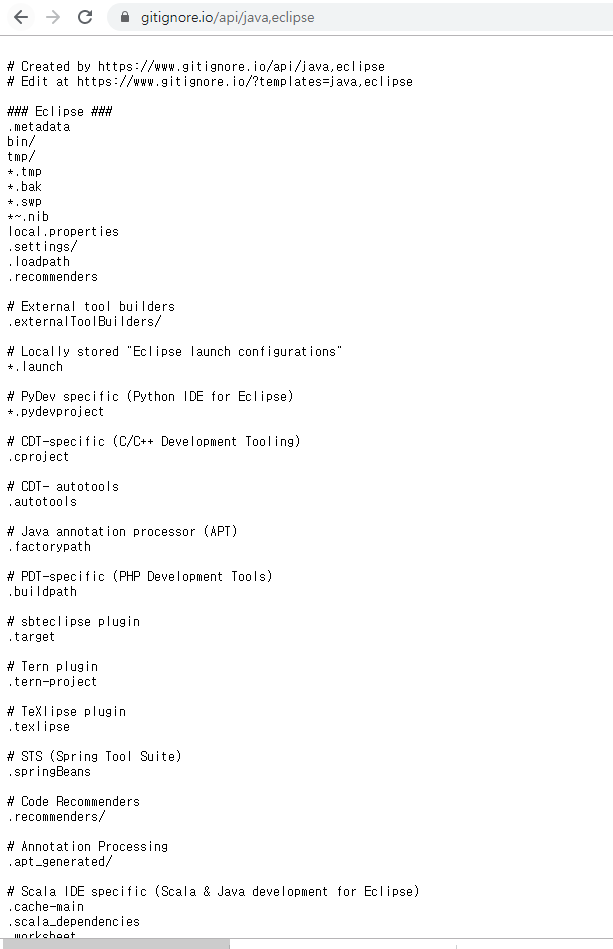 gitignore.io/api/java,eclipse
# Created by https://www.gitignore.io/api/java,eclipse
# Edit at https://www.gitignore.io/?templates=java,eclipse
### Eclipse ###
.metadata
bin/
tmp/
*.tmp
*.bak
*.swp
*~.nib
local.properties
.settings/
.loadpath
.recommenders
# External tool builders
.externalToolBuilders/
# Locally stored "Eclipse launch configurations"
*.launch
# PyDev specific (Python IDE for Eclipse)
*.pydevproject
# CDT-specific (C/C++ Development Tooling)
.cproject
# CDT- autotools
.autotools
# Java annotation processor (APT)
.factorypath
# PDT-specific (PHP Development Tools)
.buildpath
# sbteclipse plugin
.target
# Tern plugin
.tern-project
# TeXlipse plugin
.texlipse
# STS (Spring Tool Suite)
.springBeans
# Code Recommenders
.recommenders/
# Annotation Processing
.apt_generated/
# Scala IDE specific (Scala & Java development for Eclipse)
.cache-main
.scala_dependencies
.worksheet